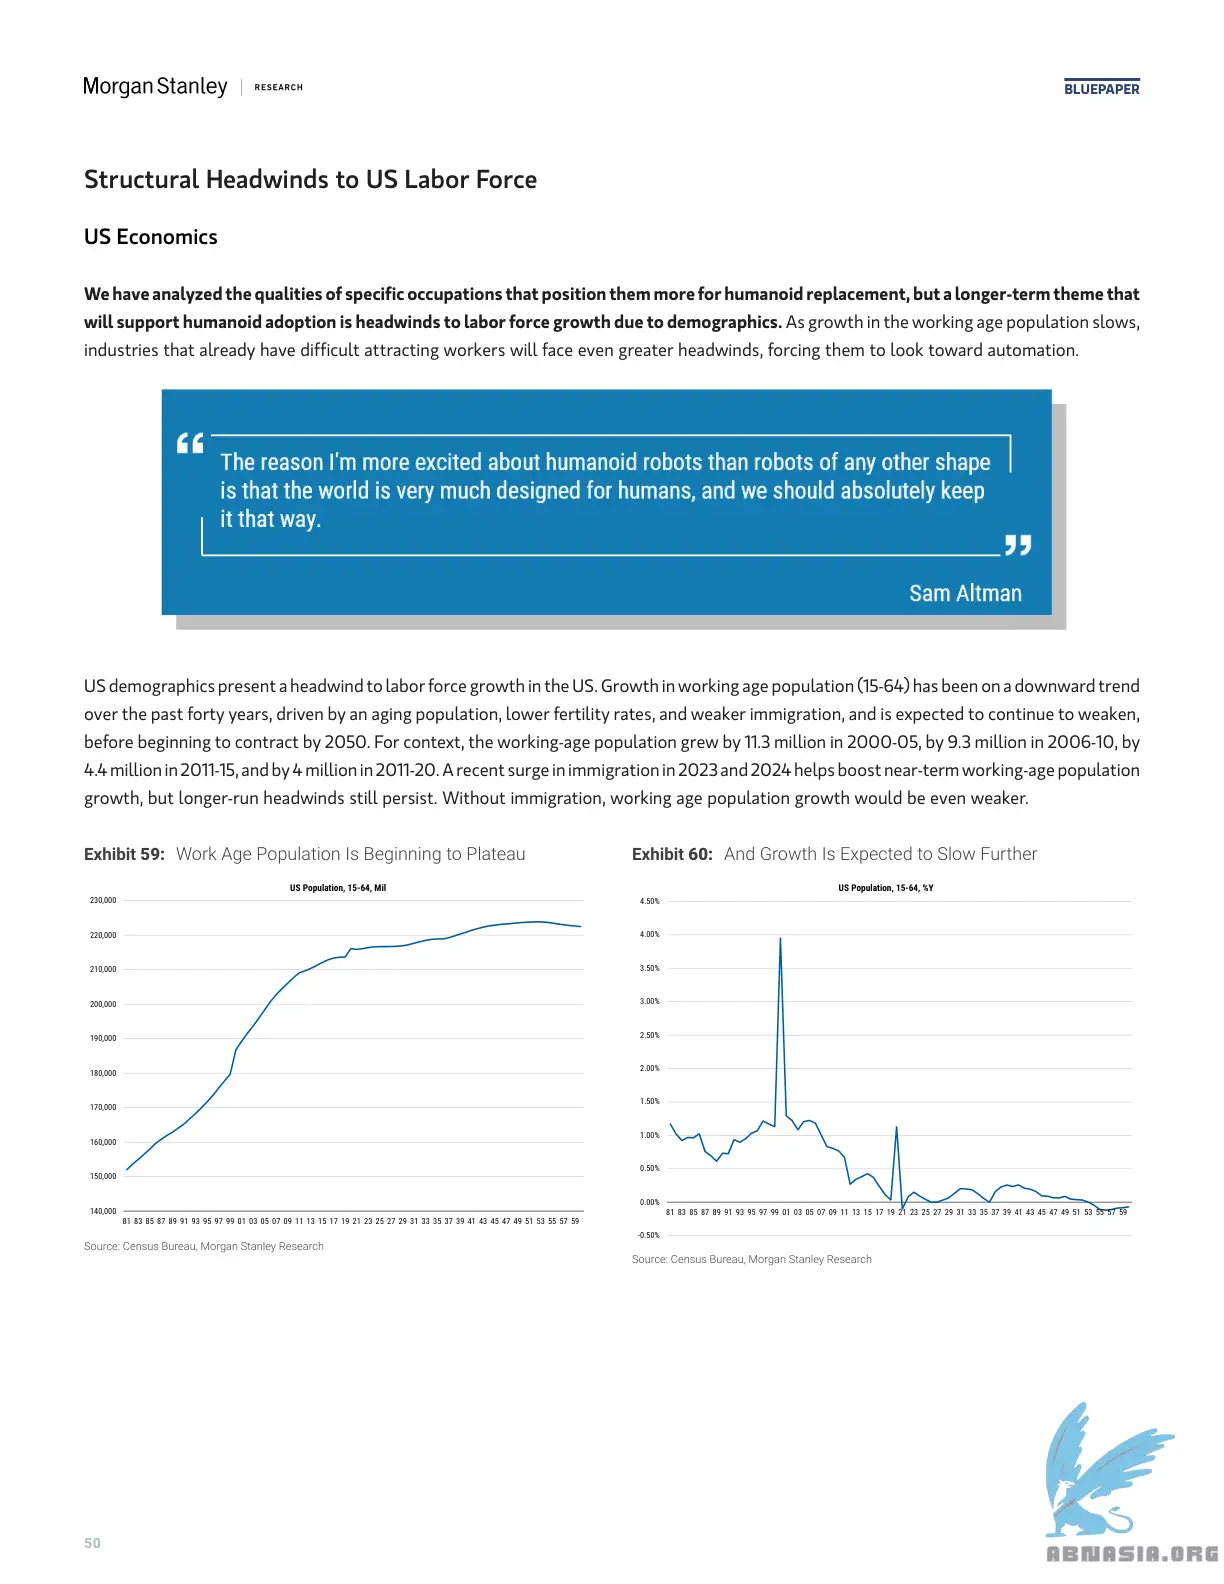 Morgan Stanley | RESEARCH
BLUEPAPER
Structural Headwinds to US Labor Force
US Economics
We have analyzed the qualities of specific occupations that position them more for humanoid replacement, but a longer-term theme that
will support humanoid adoption is headwinds to labor force growth due to demographics. As growth in the working age population slows,
industries that already have difficult attracting workers will face even greater headwinds, forcing them to look toward automation.
“
The reason I'm more excited about humanoid robots than robots of any other shape
is that the world is very much designed for humans, and we should absolutely keep
it that way.
”
Sam Altman
US demographics present a headwind to labor force growth in the US. Growth in working age population (15-64) has been on a downward trend
over the past forty years, driven by an aging population, lower fertility rates, and weaker immigration, and is expected to continue to weaken,
before beginning to contract by 2050. For context, the working-age population grew by 11.3 million in 2000-05, by 9.3 million in 2006-10, by
4.4 million in 2011-15, and by 4 million in 2011-20. A recent surge in immigration in 2023 and 2024 helps boost near-term working-age population
growth, but longer-run headwinds still persist. Without immigration, working age population growth would be even weaker.
Exhibit 59: Work Age Population Is Beginning to Plateau
US Population, 15-64, Mil
230,000
220,000
210,000
200,000
190,000
180,000
170,000
160,000
150,000
140,000
81 83 85 87 89 91 93 95 97 99 01 03 05 07 09 11 13 15 17 19 21 23 25 27 29 31 33 35 37 39 41 43 45 47 49 51 53 55 57 59
Source: Census Bureau, Morgan Stanley Research
Exhibit 60: And Growth Is Expected to Slow Further
US Population, 15-64, %Y
4.50%
4.00%
3.50%
3.00%
2.50%
2.00%
1.50%
1.00%
0.50%
0.00%
-0.50%
81 83 85 87 89 91 93 95 97 99 01 03 05 07 09 11 13 15 17 19 21 23 25 27 29 31 33 35 37 39 41 43 45 47 49 51 53 55 57 59
Source: Census Bureau, Morgan Stanley Research
50
ABNASIA.ORG